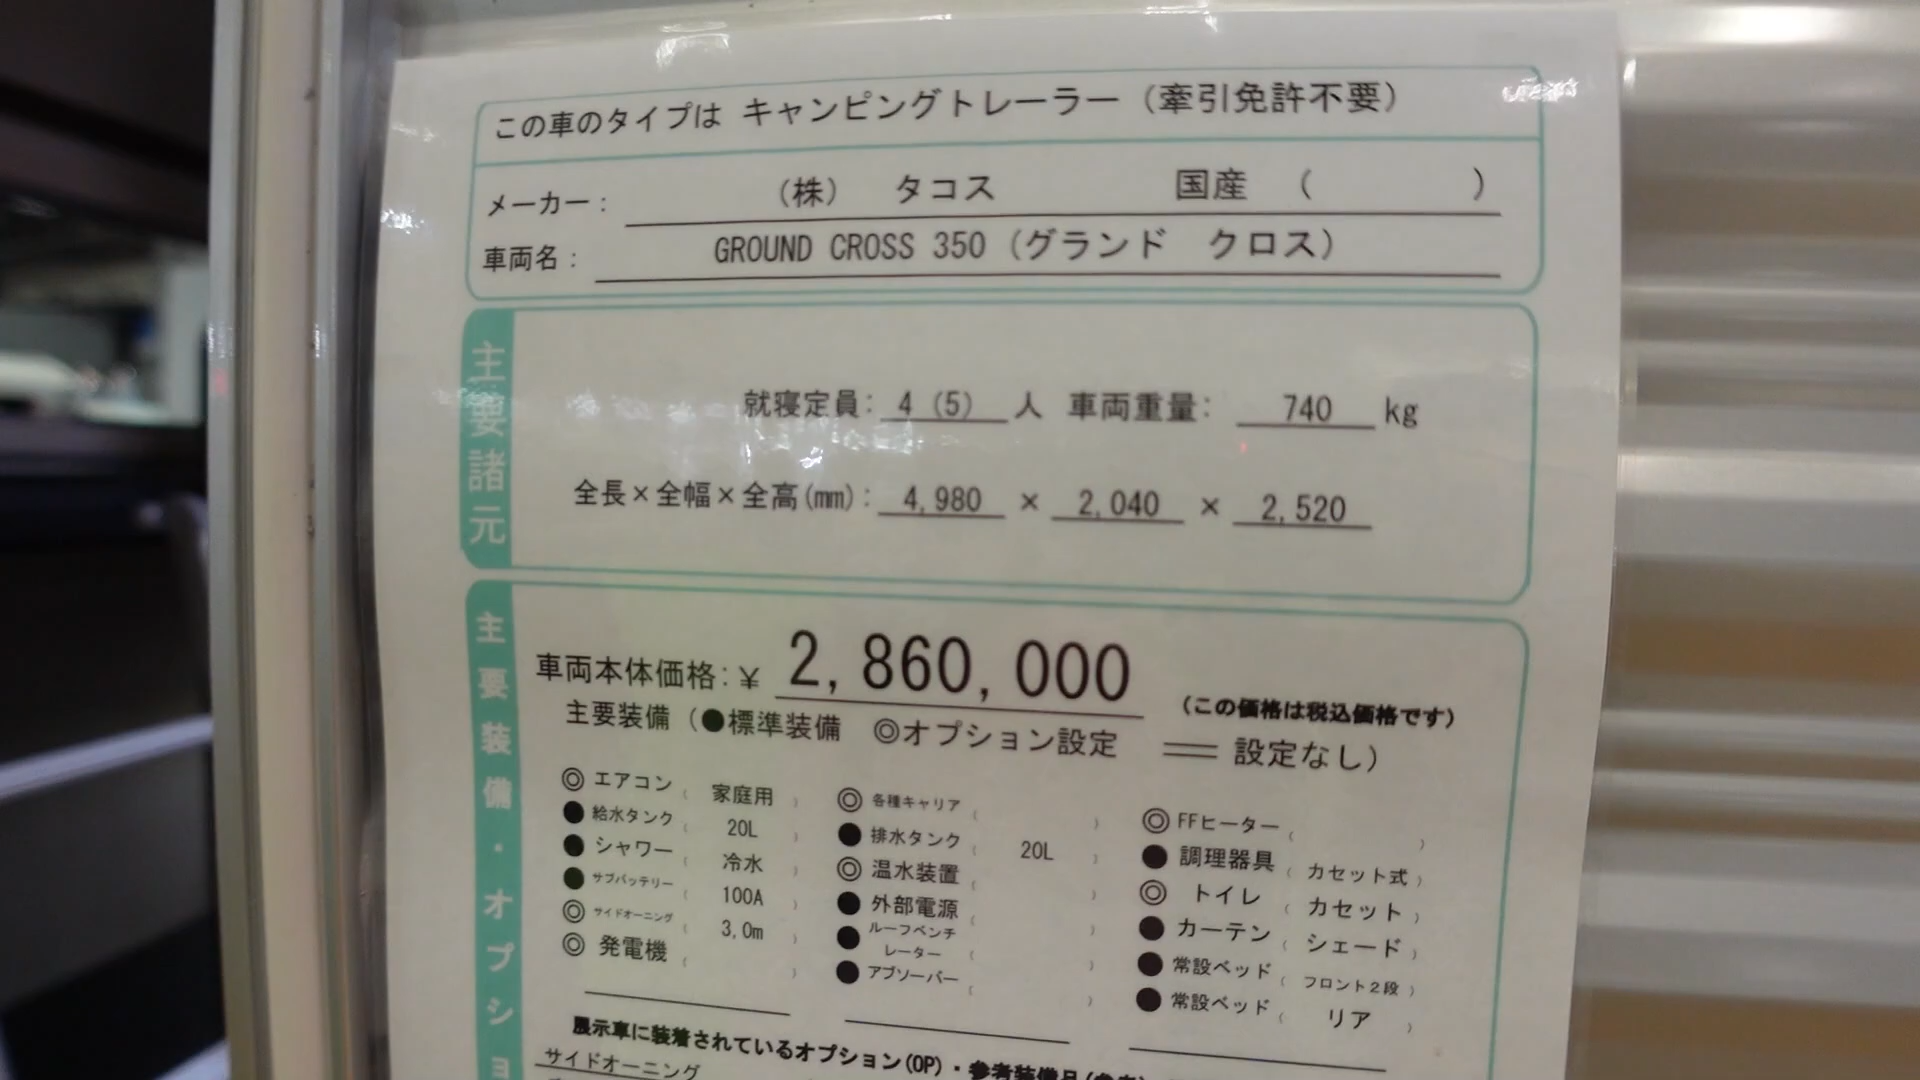 この車のタイプは キャンピングトレーラー（牽引免許不要）
メーカー： （株） タコス 国産 （ ）
車両名： GROUND CROSS 350（グランド クロス）
主要諸元
就寝定員： 4（5） 人 車両重量： 740 kg
全長×全幅×全高(mm)： 4,980 × 2,040 × 2,520
主要装備・オプショ
車両本体価格：¥ 2,860,000 （この価格は税込価格です）
主要装備（●標準装備 ◎オプション設定 ══ 設定なし）
◎エアコン（ 家庭用 ） ◎各種キャリア（ ） ◎FFヒーター（ ）
●給水タンク（ 20L ） ●排水タンク（ 20L ） ●調理器具（ カセット式 ）
●シャワー（ 冷水 ） ◎温水装置（ ） ◎トイレ（ カセット ）
●サブバッテリー（ 100A ） ●外部電源（ ） ●カーテン（ シェード ）
◎サイドオーニング（ 3,0m ） ●ルーフベンチレーター（ ） ●常設ベッド（ フロント2段 ）
◎発電機（ ） ●アブソーバー（ ） ●常設ベッド（ リア ）
展示車に装着されているオプション(OP)・参考装備品(参考)
サイドオーニング